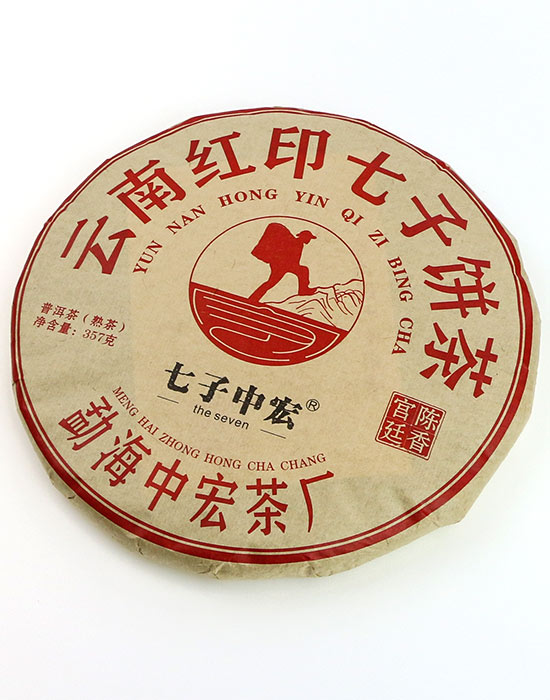 云南红印七子饼茶
YUN NAN HONG YIN QI ZI BING CHA
普洱茶（熟茶）
净含量：357克
七子中宏®
the seven
陈香
宫廷
MENG HAI ZHONG HONG CHA CHANG
勐海中宏茶厂